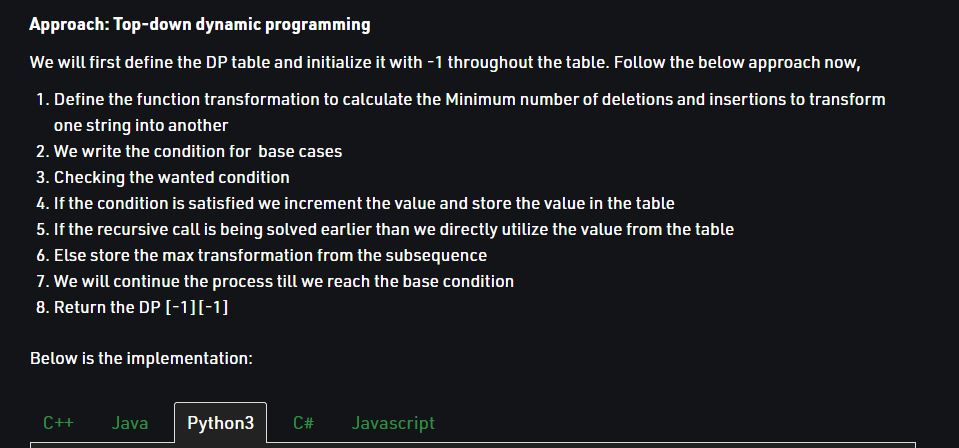 Approach: Top-down dynamic programming
We will first define the DP table and initialize it with -1 throughout the table. Follow the below approach now,
1. Define the function transformation to calculate the Minimum number of deletions and insertions to transform
one string into another
2. We write the condition for base cases
3. Checking the wanted condition
4. If the condition is satisfied we increment the value and store the value in the table
5. If the recursive call is being solved earlier than we directly utilize the value from the table
6. Else store the max transformation from the subsequence
7. We will continue the process till we reach the base condition
8. Return the DP [-1][-1]
Below is the implementation:
C++ Java Python3 C# Javascript